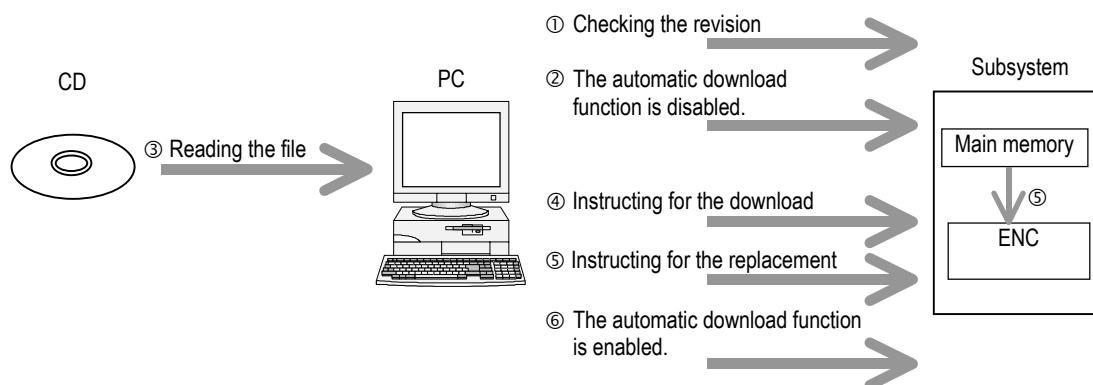 CD
③ Reading the file
PC
① Checking the revision
② The automatic download
function is disabled.
④ Instructing for the download
⑤ Instructing for the replacement
⑥ The automatic download function
is enabled.
Subsystem
Main memory
⑤
ENC